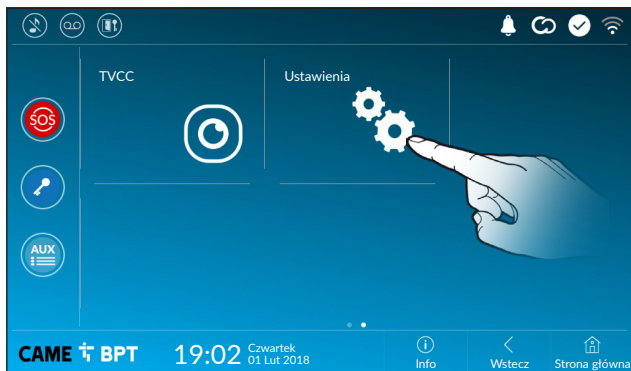 TVCC
Ustawienia
SOS
AUX
CAME BPT
19:02
Czwartek
01 Lut 2018
Info
Wstecz
Strona główna